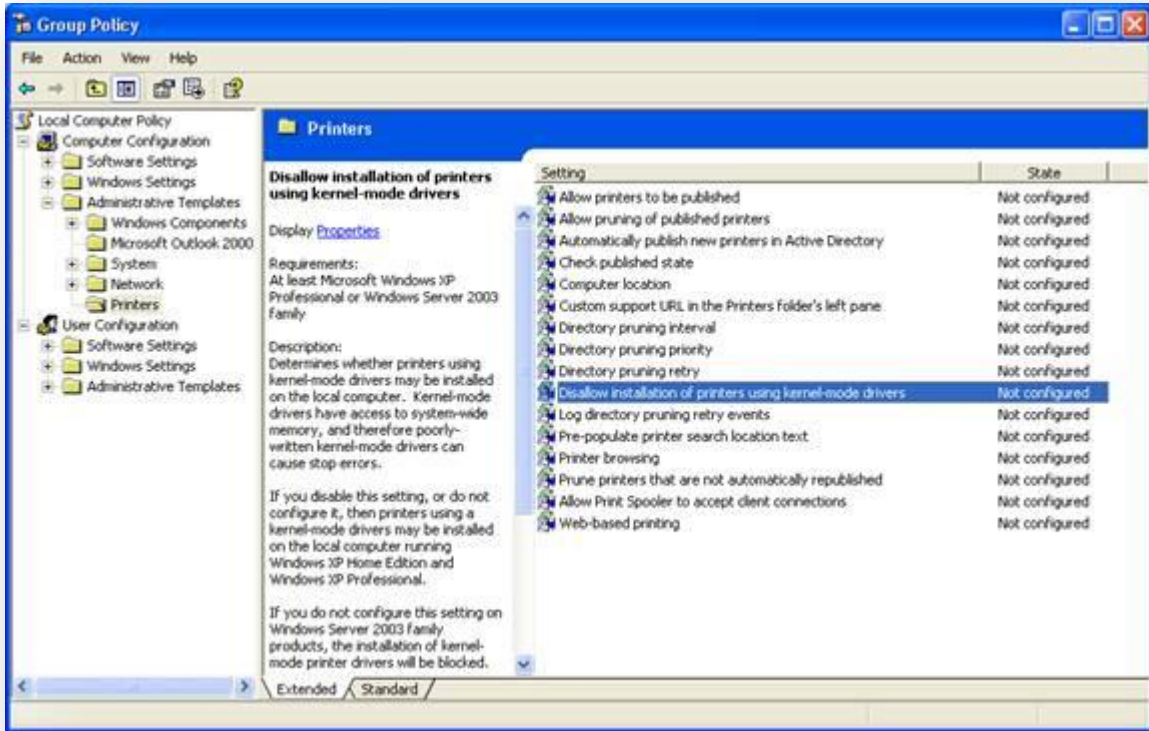 Group Policy
File Action View Help
Local Computer Policy
Computer Configuration
Software Settings
Windows Settings
Administrative Templates
Windows Components
Microsoft Outlook 2000
System
Network
Printers
User Configuration
Software Settings
Windows Settings
Administrative Templates
Printers
Disallow installation of printers
using kernel-mode drivers
Display Properties
Requirements:
At least Microsoft Windows XP
Professional or Windows Server 2003
family
Description:
Determines whether printers using
kernel-mode drivers may be installed
on the local computer. Kernel-mode
drivers have access to system-wide
memory, and therefore poorly-
written kernel-mode drivers can
cause stop errors.
If you disable this setting, or do not
configure it, then printers using a
kernel-mode drivers may be installed
on the local computer running
Windows XP Home Edition and
Windows XP Professional.
If you do not configure this setting on
Windows Server 2003 family
products, the installation of kernel-
mode printer drivers will be blocked.
Setting State
Allow printers to be published Not configured
Allow pruning of published printers Not configured
Automatically publish new printers in Active Directory Not configured
Check published state Not configured
Computer location Not configured
Custom support URL in the Printers folder's left pane Not configured
Directory pruning interval Not configured
Directory pruning priority Not configured
Directory pruning retry Not configured
Disallow installation of printers using kernel-mode drivers Not configured
Log directory pruning retry events Not configured
Pre-populate printer search location text Not configured
Printer browsing Not configured
Prune printers that are not automatically republished Not configured
Allow Print Spooler to accept client connections Not configured
Web-based printing Not configured
Extended Standard